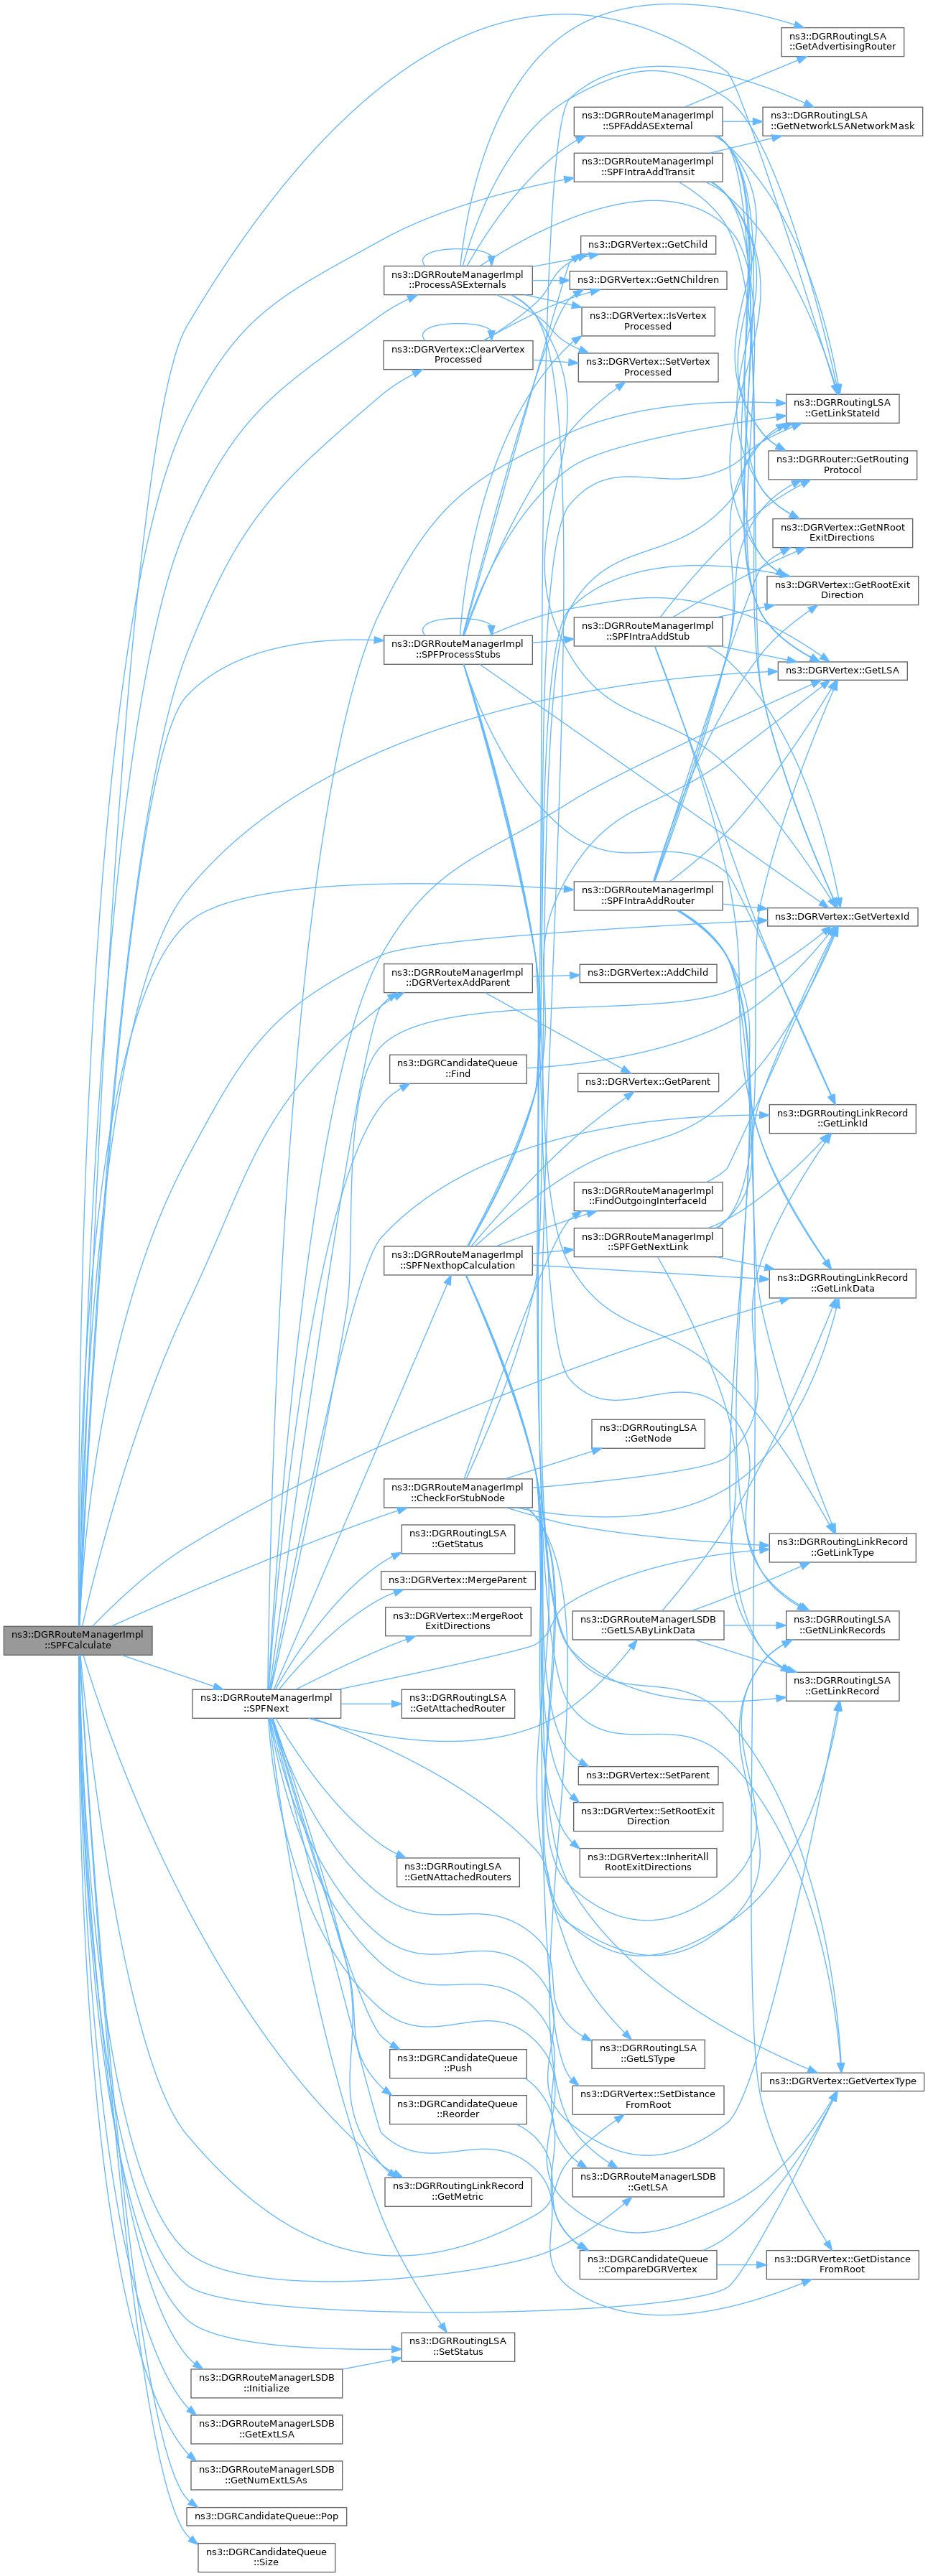 ns3::DGRRoutingLSA
::GetAdvertisingRouter
ns3::DGRRouteManagerImpl
::SPFAddASExternal
ns3::DGRRoutingLSA
::GetNetworkLSANetworkMask
ns3::DGRRouteManagerImpl
::SPFIntraAddTransit
ns3::DGRVertex::GetChild
ns3::DGRRouteManagerImpl
::ProcessASExternals
ns3::DGRVertex::GetNChildren
ns3::DGRVertex::IsVertex
Processed
ns3::DGRVertex::ClearVertex
Processed
ns3::DGRVertex::SetVertex
Processed
ns3::DGRRoutingLSA
::GetLinkStateId
ns3::DGRRouter::GetRouting
Protocol
ns3::DGRVertex::GetNRoot
ExitDirections
ns3::DGRVertex::GetRootExit
Direction
ns3::DGRRouteManagerImpl
::SPFIntraAddStub
ns3::DGRRouteManagerImpl
::SPFProcessStubs
ns3::DGRVertex::GetLSA
ns3::DGRRouteManagerImpl
::SPFIntraAddRouter
ns3::DGRVertex::GetVertexId
ns3::DGRRouteManagerImpl
::DGRVertexAddParent
ns3::DGRVertex::AddChild
ns3::DGRCandidateQueue
::Find
ns3::DGRVertex::GetParent
ns3::DGRRoutingLinkRecord
::GetLinkId
ns3::DGRRouteManagerImpl
::FindOutgoingInterfaceId
ns3::DGRRouteManagerImpl
::SPFGetNextLink
ns3::DGRRouteManagerImpl
::SPFNexthopCalculation
ns3::DGRRoutingLinkRecord
::GetLinkData
ns3::DGRRoutingLSA
::GetNode
ns3::DGRRouteManagerImpl
::CheckForStubNode
ns3::DGRRoutingLSA
::GetStatus
ns3::DGRRoutingLinkRecord
::GetLinkType
ns3::DGRVertex::MergeParent
ns3::DGRVertex::MergeRoot
ExitDirections
ns3::DGRRouteManagerLSDB
::GetLSAByLinkData
ns3::DGRRoutingLSA
::GetNLinkRecords
ns3::DGRRouteManagerImpl
::SPFCalculate
ns3::DGRRoutingLSA
::GetLinkRecord
ns3::DGRRouteManagerImpl
::SPFNext
ns3::DGRRoutingLSA
::GetAttachedRouter
ns3::DGRVertex::SetParent
ns3::DGRVertex::SetRootExit
Direction
ns3::DGRVertex::InheritAll
RootExitDirections
ns3::DGRRoutingLSA
::GetNAttachedRouters
ns3::DGRRoutingLSA
::GetLSType
ns3::DGRCandidateQueue
::Push
ns3::DGRVertex::GetVertexType
ns3::DGRVertex::SetDistance
FromRoot
ns3::DGRCandidateQueue
::Reorder
ns3::DGRRouteManagerLSDB
::GetLSA
ns3::DGRRoutingLinkRecord
::GetMetric
ns3::DGRCandidateQueue
::CompareDGRVertex
ns3::DGRVertex::GetDistance
FromRoot
ns3::DGRRoutingLSA
::SetStatus
ns3::DGRRouteManagerLSDB
::Initialize
ns3::DGRRouteManagerLSDB
::GetExtLSA
ns3::DGRRouteManagerLSDB
::GetNumExtLSAs
ns3::DGRCandidateQueue::Pop
ns3::DGRCandidateQueue
::Size